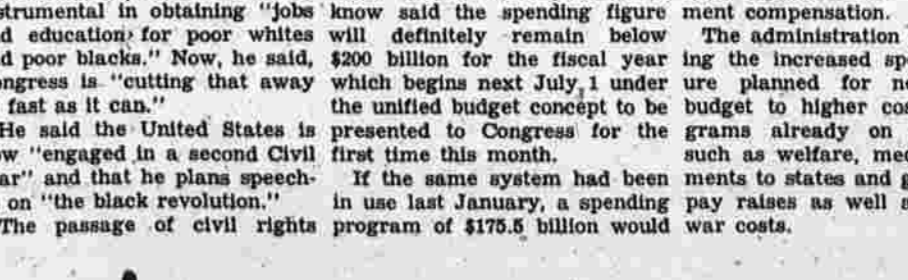 strumental in obtaining "jobs
d education for poor whites
d poor blacks." Now, he said,
ongress is "cutting that away
fast as it can."
He said the United States is
w "engaged in a second Civil
ar" and that he plans speech-
on "the black revolution."
The passage of civil rights
know said the spending figure
will definitely remain below
$200 billion for the fiscal year
which begins next July 1 under
the unified budget concept to be
presented to Congress for the
first time this month.
If the same system had been
in use last January, a spending
program of $175.5 billion would
ment compensation.
The administration
ing the increased sp
ure planned for n
budget to higher cos
grams already on
such as welfare, med
ments to states and g
pay raises as well a
war costs.